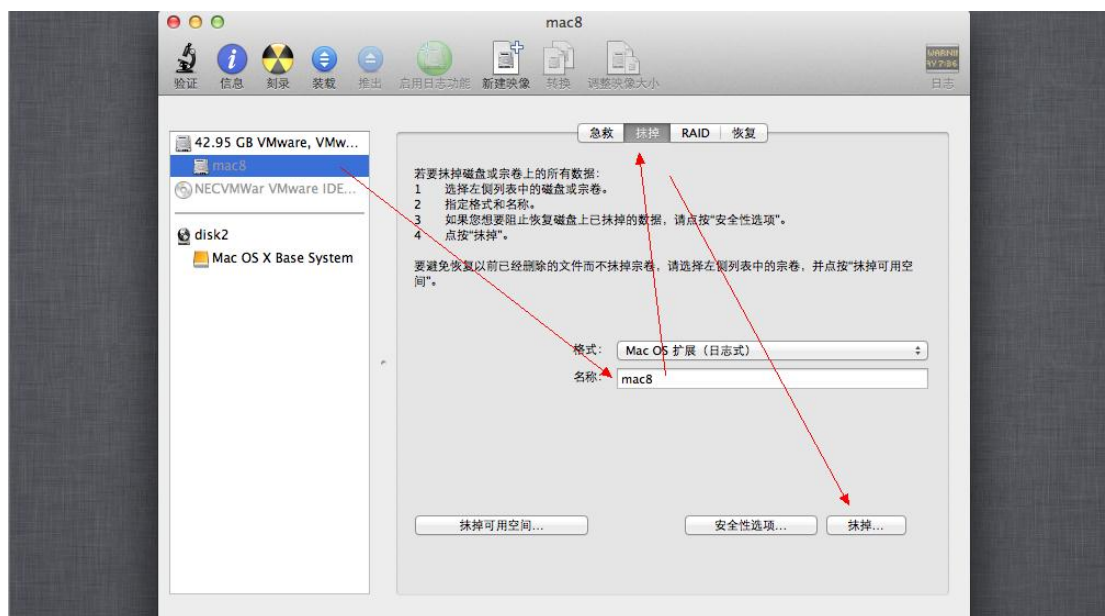 mac8
验证 信息 刻录 装载 推出 启用日志功能 新建映像 转换 调整映像大小 日志
WARNIN
AY 7:36
急救 抹掉 RAID 恢复
42.95 GB VMware, VMw...
mac8
NECVMWar VMware IDE...
disk2
Mac OS X Base System
若要抹掉磁盘或宗卷上的所有数据:
1 选择左侧列表中的磁盘或宗卷。
2 指定格式和名称。
3 如果您想要阻止恢复磁盘上已抹掉的数据，请点按“安全性选项”。
4 点按“抹掉”。
要避免恢复以前已经删除的文件而不抹掉宗卷，请选择左侧列表中的宗卷，并点按“抹掉可用空
间”。
格式: Mac OS 扩展（日志式）
名称: mac8
抹掉可用空间... 安全性选项... 抹掉...